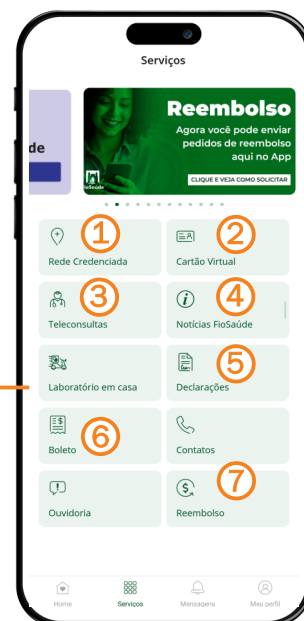 Serviços
de
Reembolso
Agora você pode enviar
pedidos de reembolso
aqui no App
CLIQUE E VEJA COMO SOLICITAR
FioSaúde
1
Rede Credenciada
2
Cartão Virtual
3
Teleconsultas
4
Notícias FioSaúde
Laboratório em casa
5
Declarações
6
Boleto
Contatos
Ouvidoria
7
Reembolso
Home
Serviços
Mensagens
Meu perfil